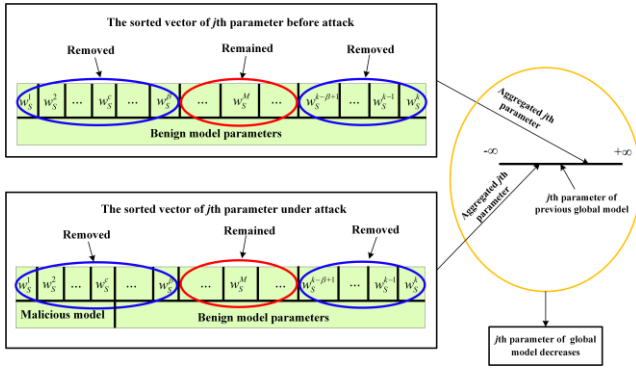 The sorted vector of jth parameter before attack
Removed Remained Removed
w_S^1 w_S^2 ... w_S^c ... w_S^β ... w_S^M ... w_S^{k-β+1} ... w_S^{k-1} w_S^k
Benign model parameters
The sorted vector of jth parameter under attack
Removed Remained Removed
w_S^1 w_S^2 ... w_S^c ... w_S^β ... w_S^M ... w_S^{k-β+1} ... w_S^{k-1} w_S^k
Malicious model Benign model parameters
Aggregated jth
parameter
-∞ +∞
Aggregated jth
parameter
jth parameter of
previous global model
jth parameter of global
model decreases